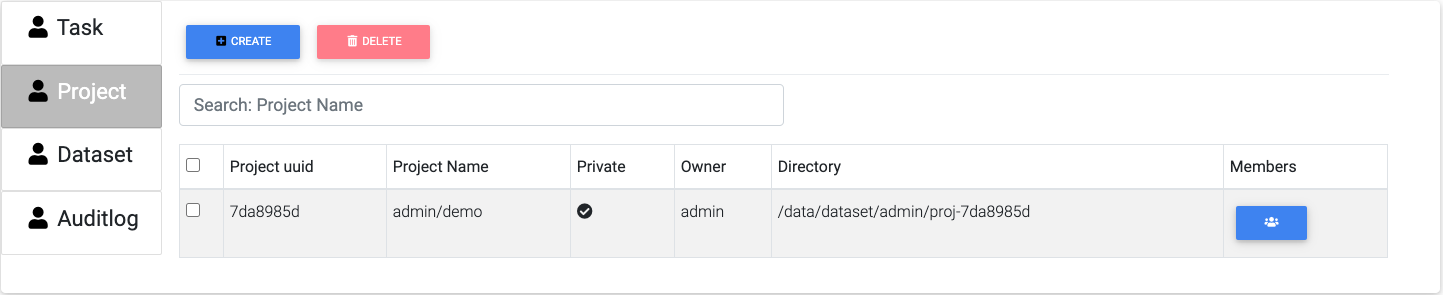 Task
Project
Dataset
Auditlog
CREATE DELETE
Search: Project Name
Project uuid Project Name Private Owner Directory Members
7da8985d admin/demo admin /data/dataset/admin/proj-7da8985d